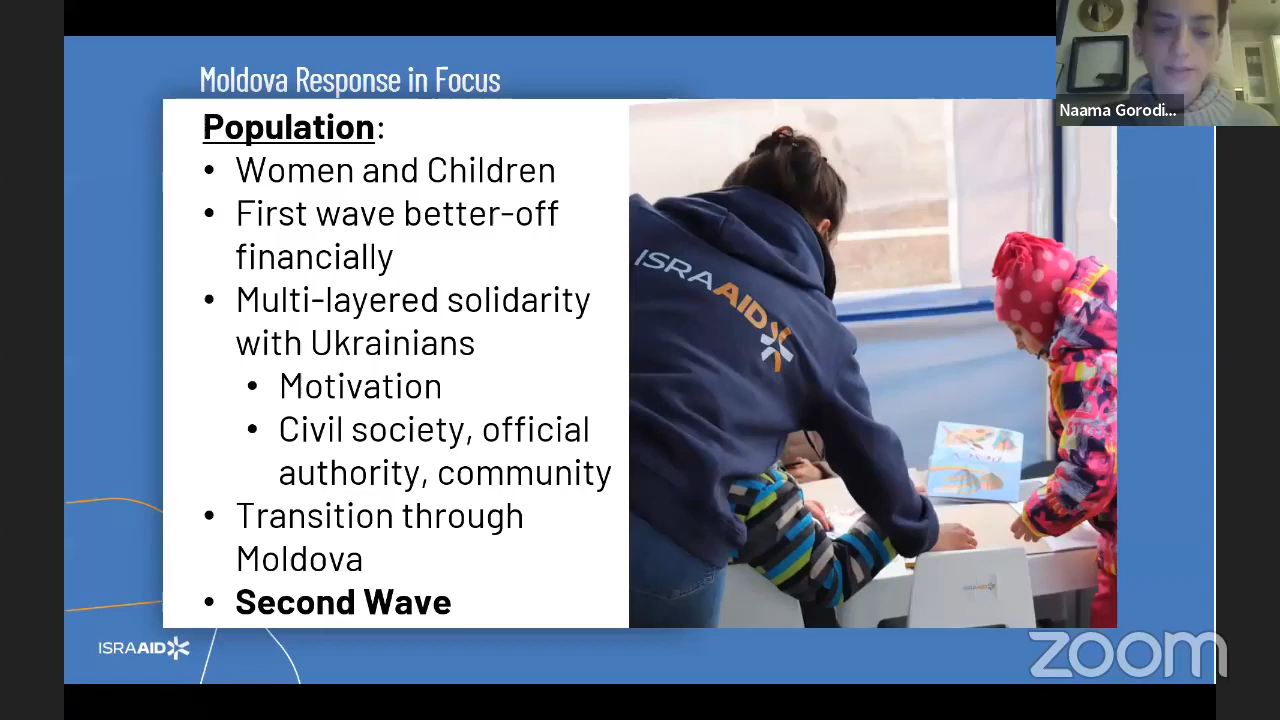 Moldova Response in Focus
Population:
• Women and Children
• First wave better-off
financially
• Multi-layered solidarity
with Ukrainians
• Motivation
• Civil society, official
authority, community
• Transition through
Moldova
• Second Wave
ISRAAID
ISRAAID
Naama Gorodi...
zoom